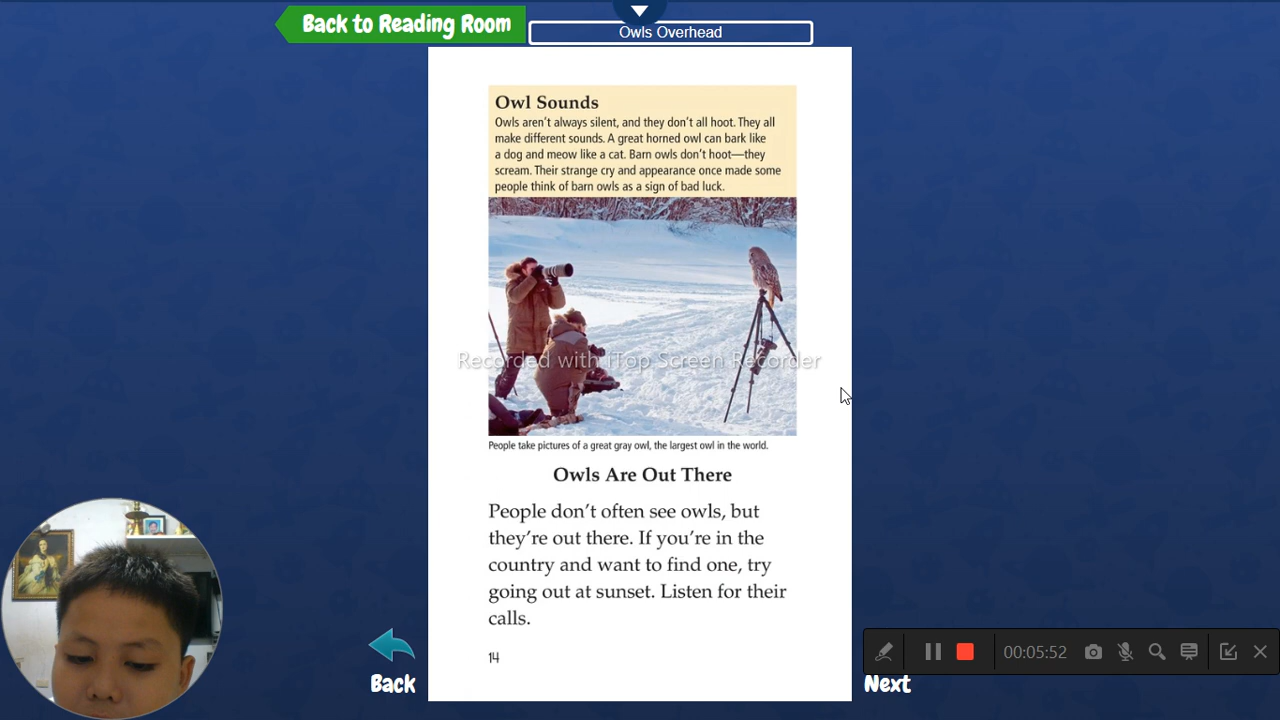 Back to Reading Room
Owls Overhead
Owl Sounds
Owls aren't always silent, and they don't all hoot. They all
make different sounds. A great horned owl can bark like
a dog and meow like a cat. Barn owls don't hoot—they
scream. Their strange cry and appearance once made some
people think of barn owls as a sign of bad luck.
Recorded with iTop Screen Recorder
People take pictures of a great gray owl, the largest owl in the world.
Owls Are Out There
People don't often see owls, but
they're out there. If you're in the
country and want to find one, try
going out at sunset. Listen for their
calls.
14
00:05:52
Back
Next